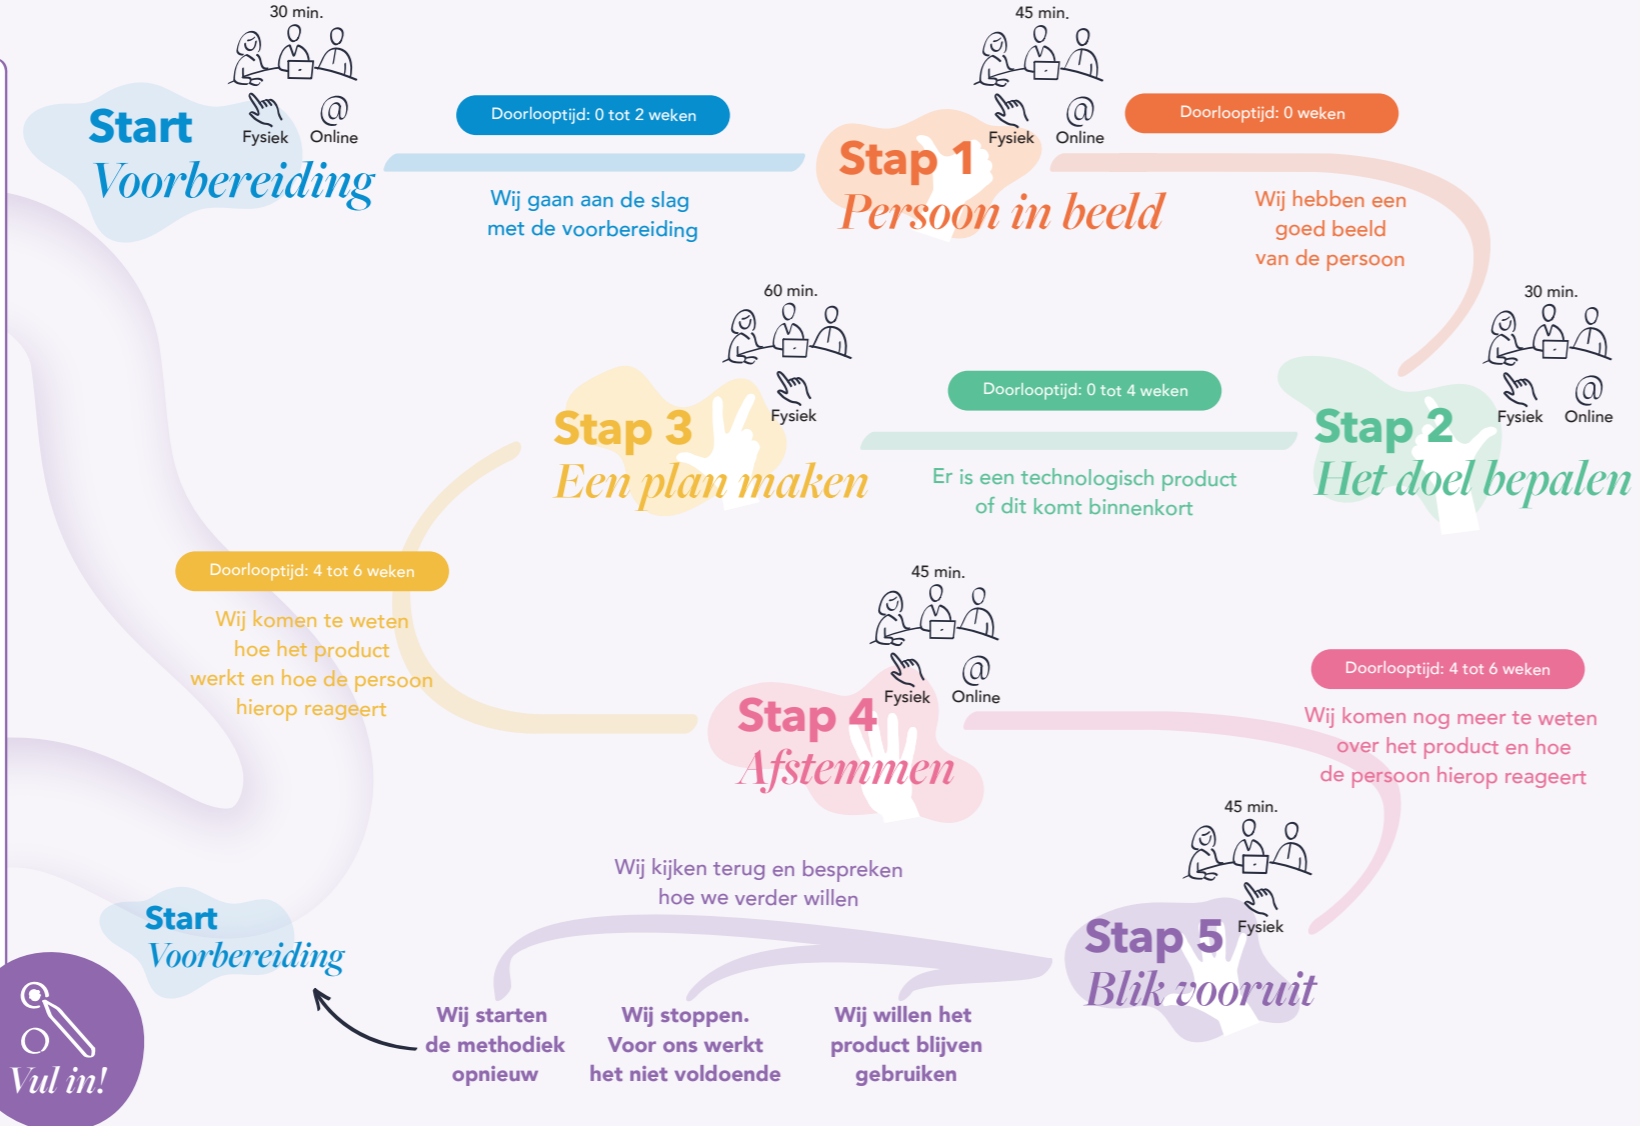 30 min.
Fysiek
@
Online
Start
Voorbereiding
Doorlooptijd: 0 tot 2 weken
Wij gaan aan de slag
met de voorbereiding
45 min.
Fysiek
@
Online
Stap 1
Persoon in beeld
Doorlooptijd: 0 weken
Wij hebben een
goed beeld
van de persoon
30 min.
Fysiek
@
Online
Stap 2
Het doel bepalen
Doorlooptijd: 0 tot 4 weken
Er is een technologisch product
of dit komt binnenkort
60 min.
Fysiek
Stap 3
Een plan maken
Doorlooptijd: 4 tot 6 weken
Wij komen te weten
hoe het product
werkt en hoe de persoon
hierop reageert
45 min.
Fysiek
@
Online
Stap 4
Afstemmen
Doorlooptijd: 4 tot 6 weken
Wij komen nog meer te weten
over het product en hoe
de persoon hierop reageert
45 min.
Fysiek
Stap 5
Blik vooruit
Wij kijken terug en bespreken
hoe we verder willen
Wij starten
de methodiek
opnieuw
Wij stoppen.
Voor ons werkt
het niet voldoende
Wij willen het
product blijven
gebruiken
Start
Voorbereiding
Vul in!